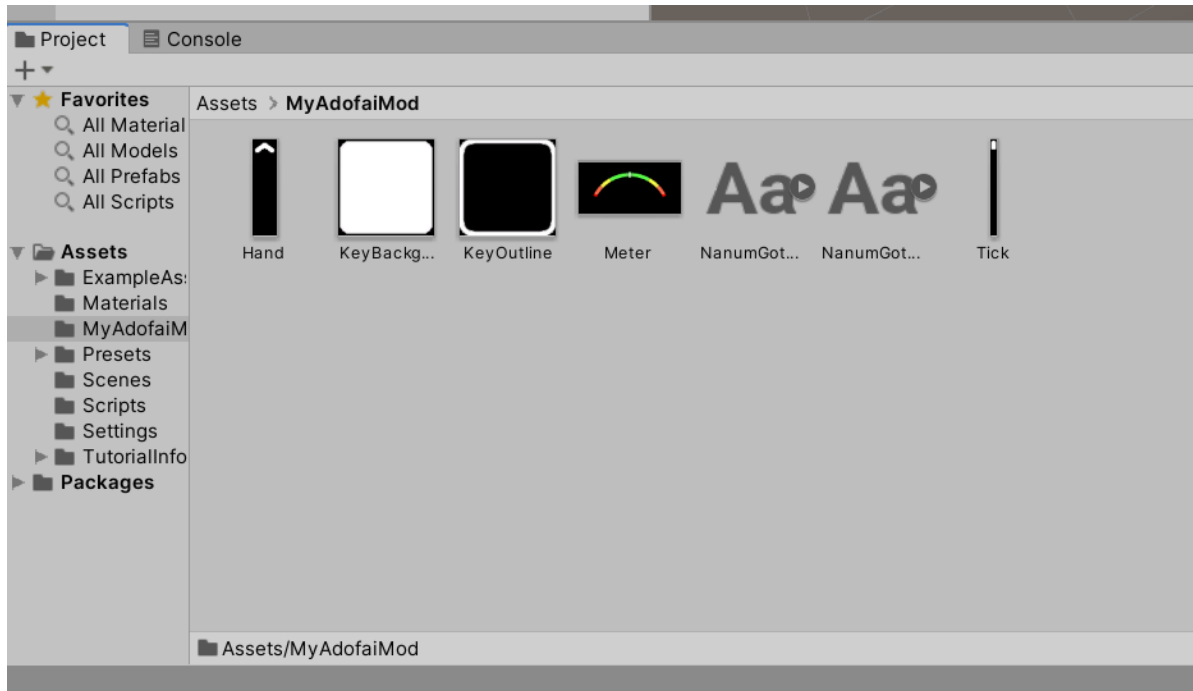 Project
Console
Favorites
All Material
All Models
All Prefabs
All Scripts
Assets
ExampleAs
Materials
MyAdofaiM
Presets
Scenes
Scripts
Settings
TutorialInfo
Packages
Assets > MyAdofaiMod
Aa Aa
Hand KeyBackg... KeyOutline Meter NanumGot... NanumGot... Tick
Assets/MyAdofaiMod